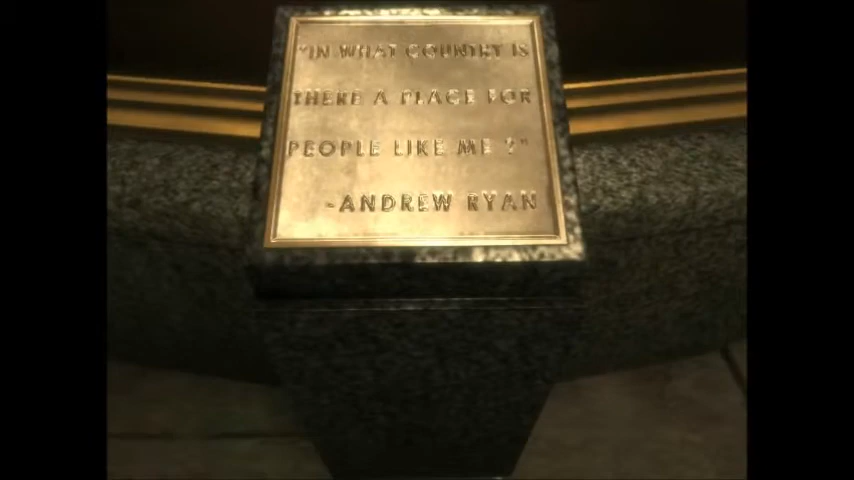 "IN WHAT COUNTRY IS
THERE A PLACE FOR
PEOPLE LIKE ME ?"
-ANDREW RYAN